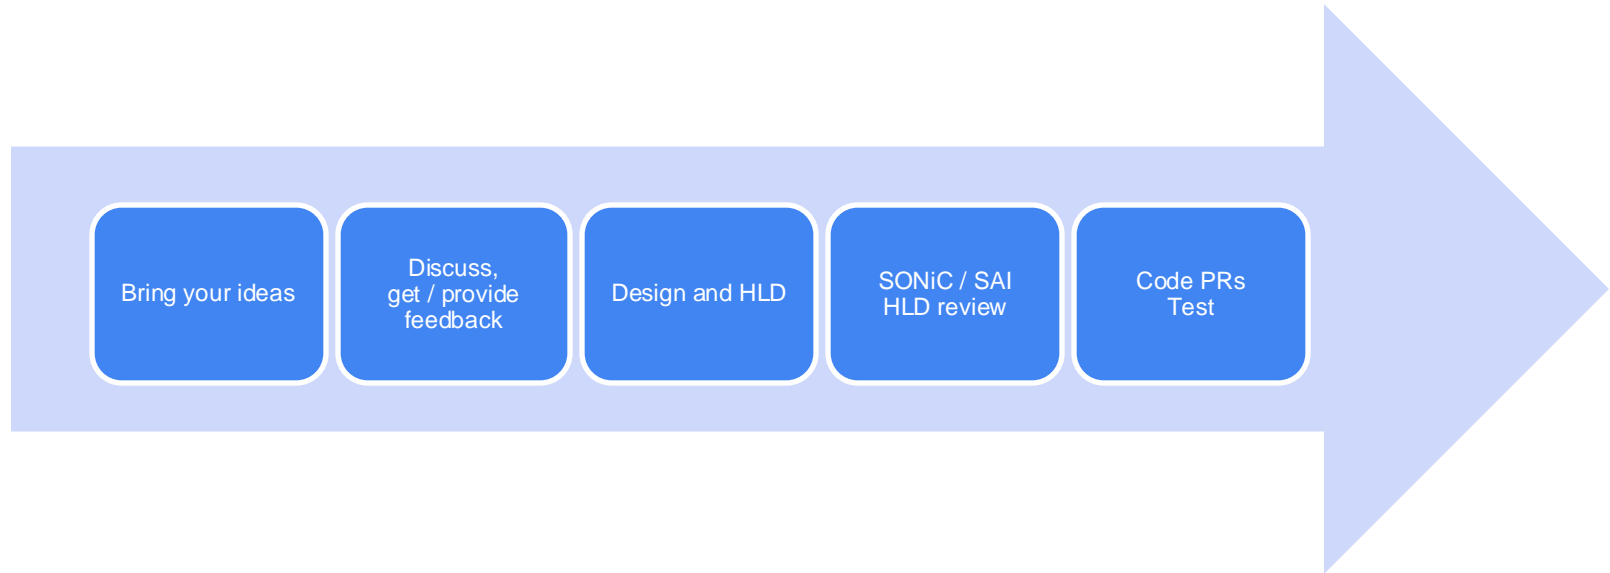 Bring your ideas
Discuss,
get / provide
feedback
Design and HLD
SONiC / SAI
HLD review
Code PRs
Test